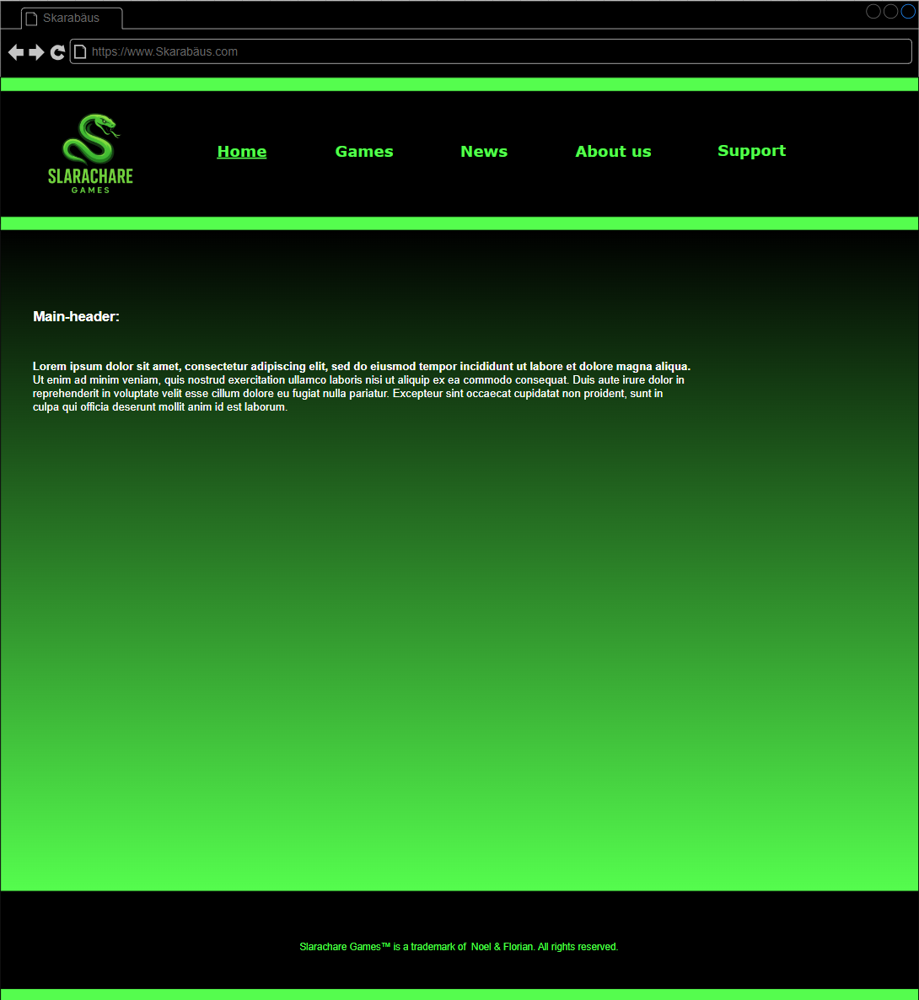 Skarabäus
https://www.Skarabäus.com
SLARACHARE
GAMES
Home Games News About us Support
Main-header:
Lorem ipsum dolor sit amet, consectetur adipiscing elit, sed do eiusmod tempor incididunt ut labore et dolore magna aliqua.
Ut enim ad minim veniam, quis nostrud exercitation ullamco laboris nisi ut aliquip ex ea commodo consequat. Duis aute irure dolor in
reprehenderit in voluptate velit esse cillum dolore eu fugiat nulla pariatur. Excepteur sint occaecat cupidatat non proident, sunt in
culpa qui officia deserunt mollit anim id est laborum.
Slarachare Games™ is a trademark of Noel & Florian. All rights reserved.